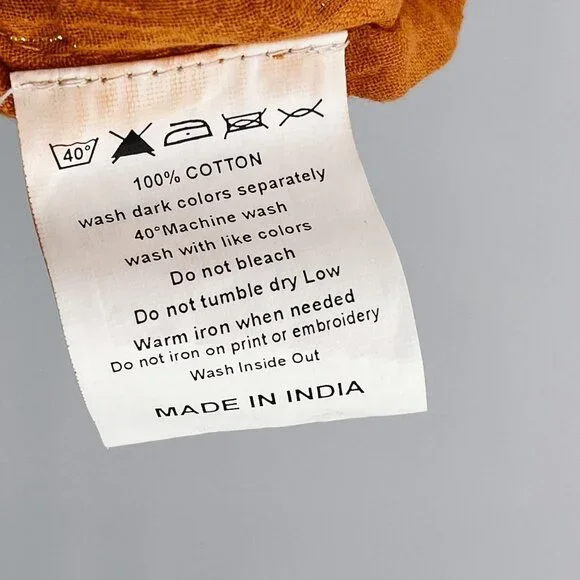 40°
100% COTTON
wash dark colors separately
40°Machine wash
wash with like colors
Do not bleach
Do not tumble dry Low
Warm iron when needed
Do not iron on print or embroidery
Wash Inside Out
MADE IN INDIA